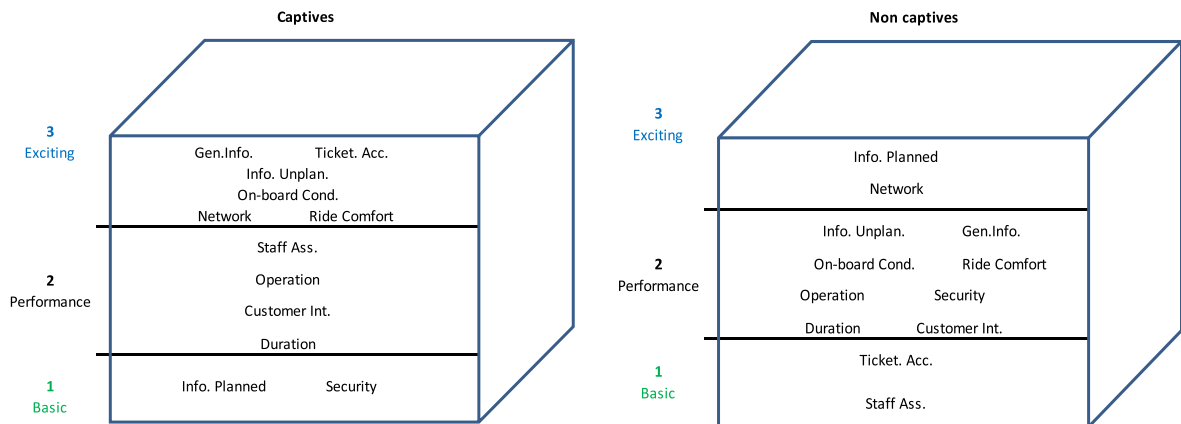 Captives
3
Exciting
Gen.Info. Ticket. Acc.
Info. Unplan.
On-board Cond.
Network Ride Comfort
2
Performance
Staff Ass.
Operation
Customer Int.
Duration
1
Basic
Info. Planned Security
Non captives
3
Exciting
Info. Planned
Network
2
Performance
Info. Unplan. Gen.Info.
On-board Cond. Ride Comfort
Operation Security
Duration Customer Int.
1
Basic
Ticket. Acc.
Staff Ass.